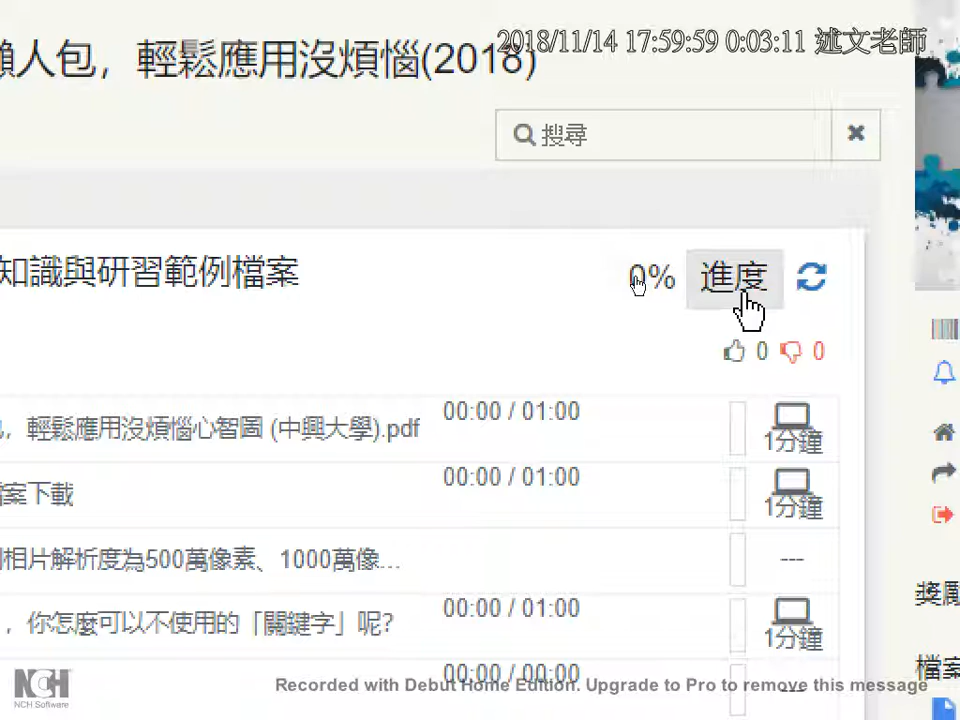 懶人包，輕鬆應用沒煩惱(2018)
2018/11/14 17:59:59 0:03:11 述文老師
搜尋
知識與研習範例檔案
0% 進度
0 0
，輕鬆應用沒煩惱心智圖 (中興大學).pdf 00:00 / 01:00 1分鐘
檔案下載 00:00 / 01:00 1分鐘
相片解析度為500萬像素、1000萬像... ---
，你怎麼可以不使用的「關鍵字」呢? 00:00 / 01:00 1分鐘
00:00 / 00:00 ---
獎勵
檔案
NCH
NCH Software
Recorded with Debut Home Edition. Upgrade to Pro to remove this message